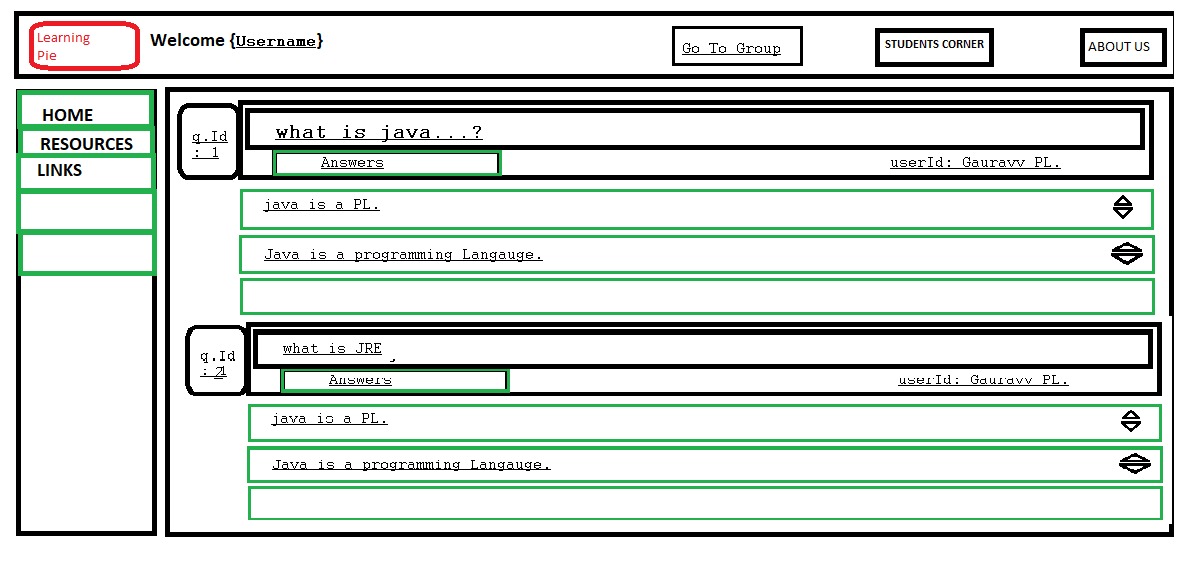 Learning
Pie
Welcome {Username}
Go To Group
STUDENTS CORNER
ABOUT US
HOME
RESOURCES
LINKS
q.Id
: 1
what is java...?
Answers
userId: Gauravv PL.
java is a PL.
Java is a programming Langauge.
q.Id
: 2
what is JRE
Answers
userId: Gauravv PL.
java is a PL.
Java is a programming Langauge.